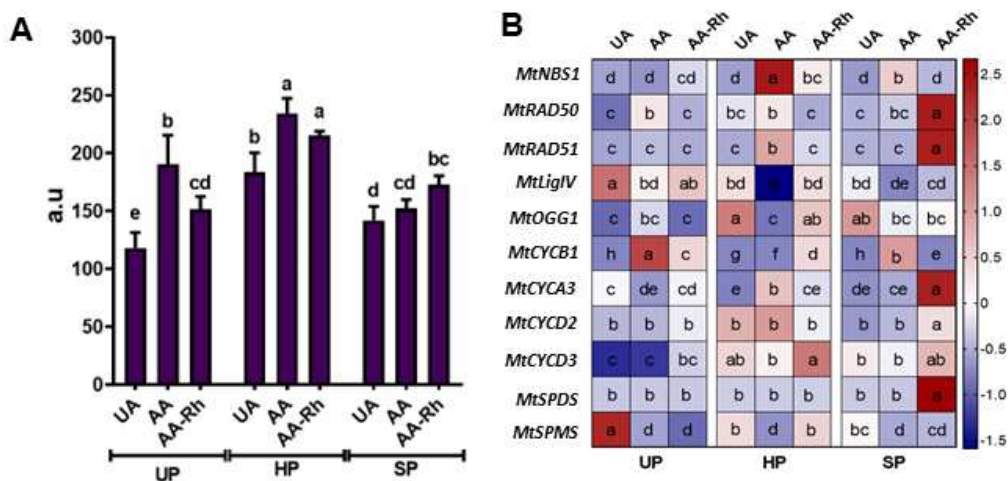 A
300
250
200
150
100
50
0
a.u
e
b
cd
b
a
a
d
cd
bc
UA
AA
AA-Rh
UA
AA
AA-Rh
UA
AA
AA-Rh
UP
HP
SP
B
UA AA AA-Rh UA AA AA-Rh UA AA AA-Rh
MtNBS1 d d cd d a bc d b d
MtRAD50 c b c bc b c c bc a
MtRAD51 c c c c b c c c a
MtLigIV a bd ab bd bd bd de cd
MtOGG1 c bc c a c ab ab bc bc
MtCYCB1 h a c g f d h b e
MtCYCA3 c de cd e b ce de ce a
MtCYCD2 b b b b b b b b a
MtCYCD3 c c bc ab b a b b ab
MtSPDS b b b b b b b b a
MtSPMS a d d b d b bc d cd
UP HP SP
2.5
2.0
1.5
1.0
0.5
0
-0.5
-1.0
-1.5